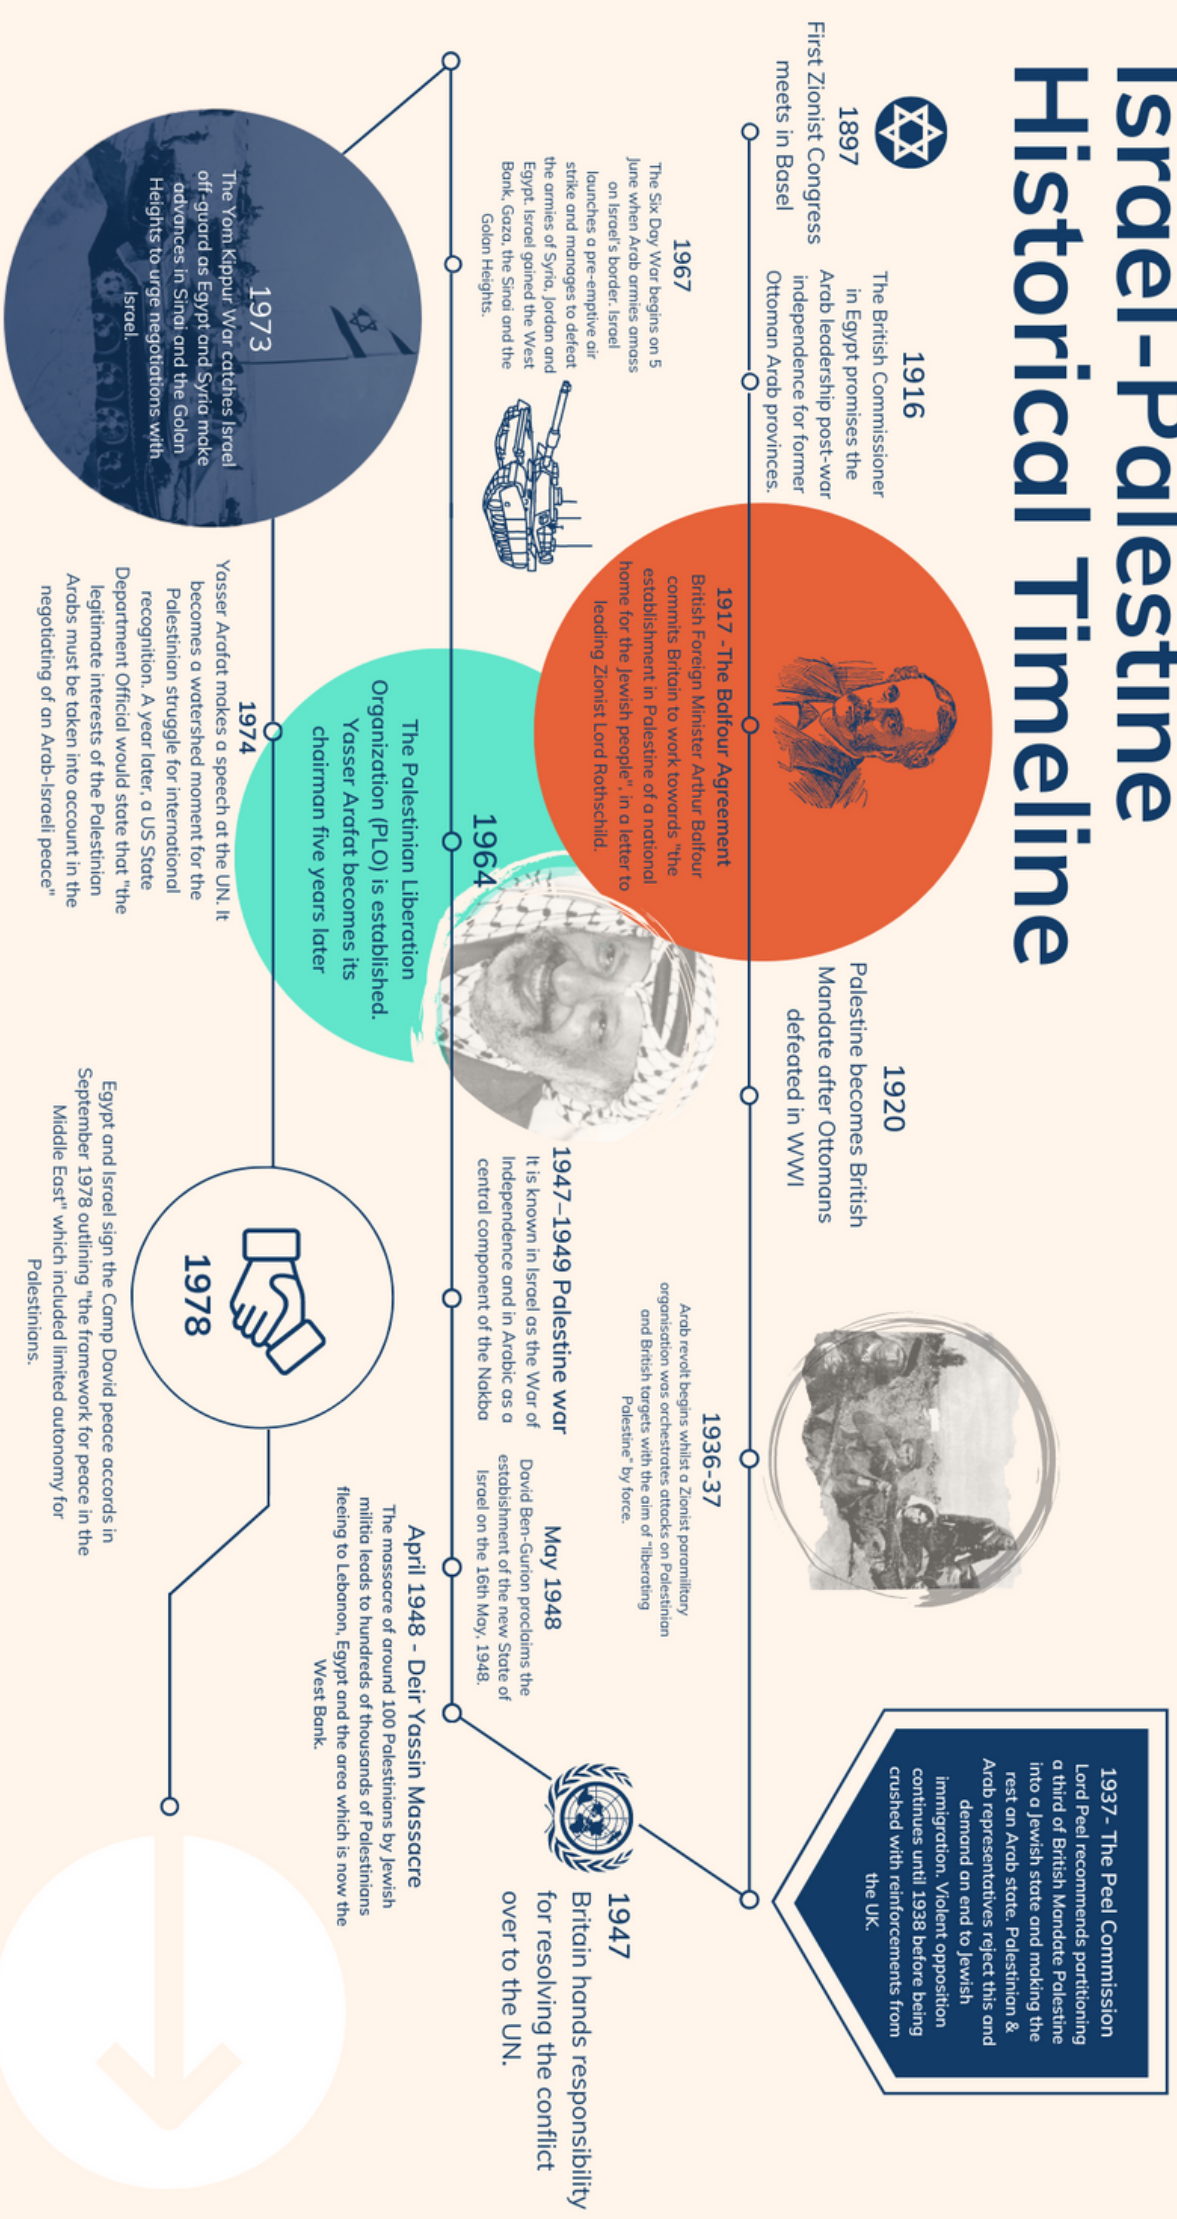 Israel-Palestine
Historical Timeline
1897
First Zionist Congress
meets in Basel
1916
The British Commissioner
in Egypt promises the
Arab leadership post-war
independence for former
Ottoman Arab provinces.
1917 -The Balfour Agreement
British Foreign Minister Arthur Balfour
commits Britain to work towards "the
establishment in Palestine of a national
home for the Jewish people", in a letter to
leading Zionist Lord Rothschild.
1920
Palestine becomes British
Mandate after Ottomans
defeated in WWI
1936-37
Arab revolt begins whilst a Zionist paramilitary
organisation was orchestrates attacks on Palestinian
and British targets with the aim of "liberating
Palestine" by force.
1937- The Peel Commission
Lord Peel recommends partitioning
a third of British Mandate Palestine
into a Jewish state and making the
rest an Arab state. Palestinian &
Arab representatives reject this and
demand an end to Jewish
immigration. Violent opposition
continues until 1938 before being
crushed with reinforcements from
the UK.
1947
Britain hands responsibility
for resolving the conflict
over to the UN.
April 1948 - Deir Yassin Massacre
The massacre of around 100 Palestinians by Jewish
militia leads to hundreds of thousands of Palestinians
fleeing to Lebanon, Egypt and the area which is now the
West Bank.
May 1948
David Ben-Gurion proclaims the
estabishment of the new State of
Israel on the 16th May, 1948.
1947–1949 Palestine war
It is known in Israel as the War of
Independence and in Arabic as a
central component of the Nakba
1964
The Palestinian Liberation
Organization (PLO) is established.
Yasser Arafat becomes its
chairman five years later
1967
The Six Day War begins on 5
June when Arab armies amass
on Israel's border. Israel
launches a pre-emptive air
strike and manages to defeat
the armies of Syria, Jordan and
Egypt. Israel gained the West
Bank, Gaza, the Sinai and the
Golan Heights.
1973
The Yom Kippur War catches Israel
off-guard as Egypt and Syria make
advances in Sinai and the Golan
Heights to urge negotiations with
Israel.
1974
Yasser Arafat makes a speech at the UN. It
becomes a watershed moment for the
Palestinian struggle for international
recognition. A year later, a US State
Department Official would state that "the
legitimate interests of the Palestinian
Arabs must be taken into account in the
negotiating of an Arab-Israeli peace"
1978
Egypt and Israel sign the Camp David peace accords in
September 1978 outlining "the framework for peace in the
Middle East" which included limited autonomy for
Palestinians.